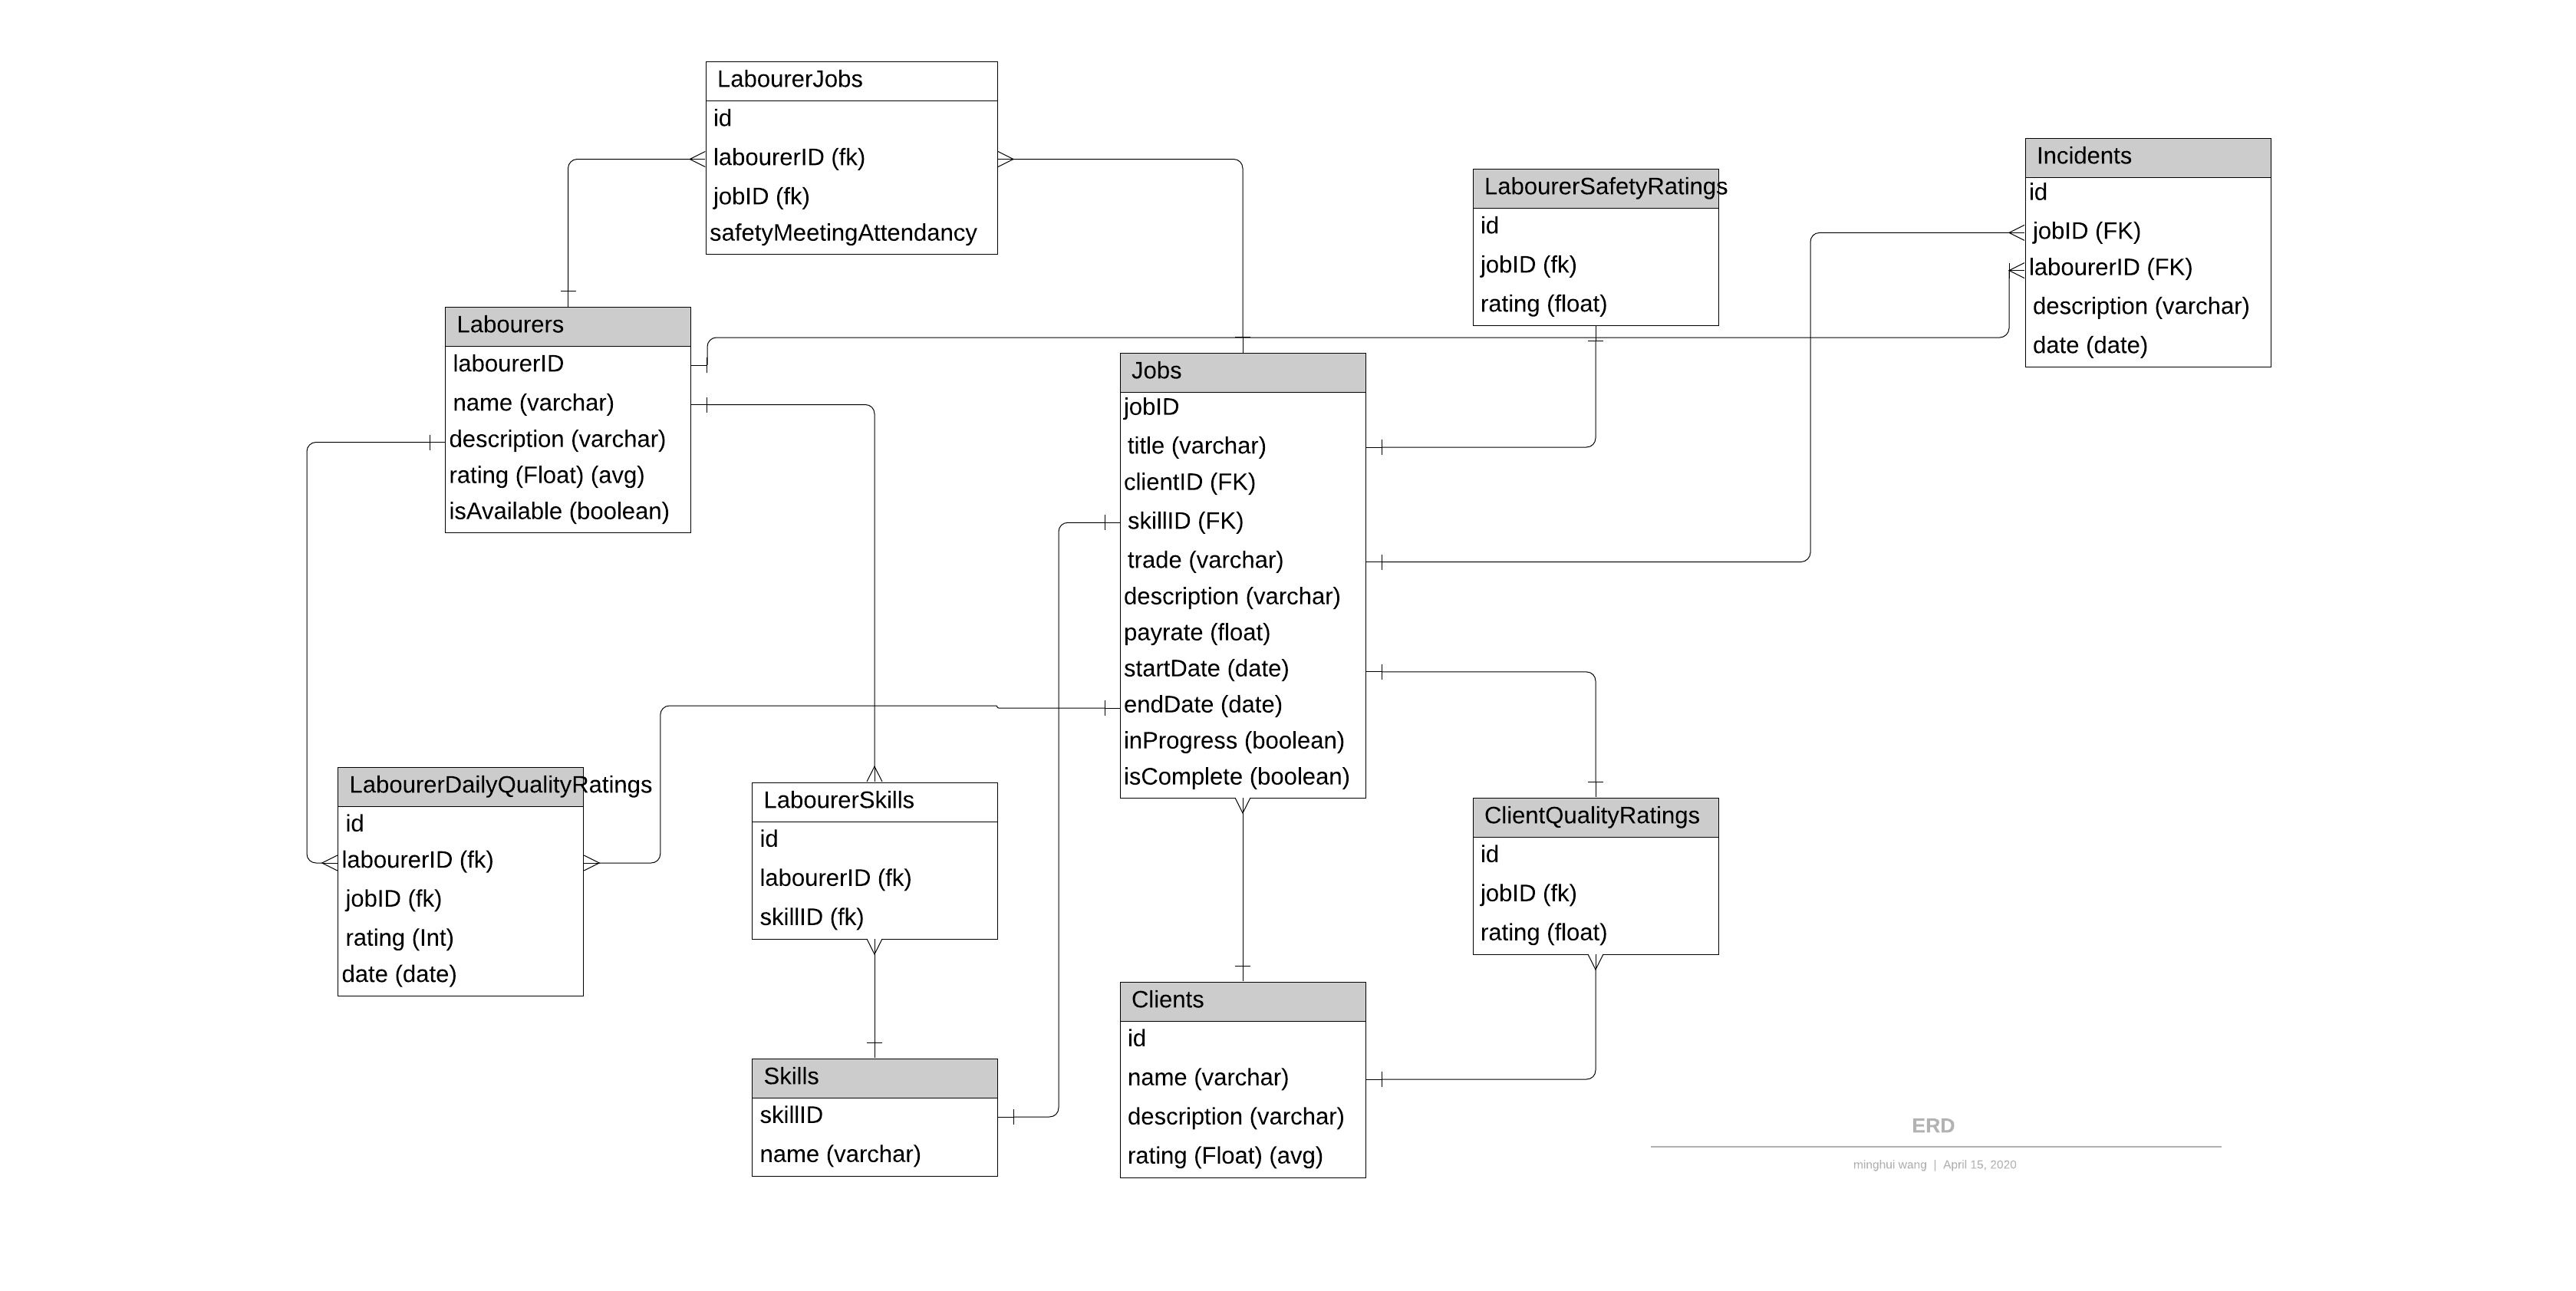 LabourerJobs
id
labourerID (fk)
jobID (fk)
safetyMeetingAttendancy
LabourerSafetyRatings
id
jobID (fk)
rating (float)
Incidents
id
jobID (FK)
labourerID (FK)
description (varchar)
date (date)
Labourers
labourerID
name (varchar)
description (varchar)
rating (Float) (avg)
isAvailable (boolean)
Jobs
jobID
title (varchar)
clientID (FK)
skillID (FK)
trade (varchar)
description (varchar)
payrate (float)
startDate (date)
endDate (date)
inProgress (boolean)
isComplete (boolean)
LabourerDailyQualityRatings
id
labourerID (fk)
jobID (fk)
rating (Int)
date (date)
LabourerSkills
id
labourerID (fk)
skillID (fk)
ClientQualityRatings
id
jobID (fk)
rating (float)
Skills
skillID
name (varchar)
Clients
id
name (varchar)
description (varchar)
rating (Float) (avg)
ERD
minghui wang | April 15, 2020